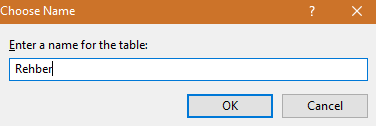 Choose Name
?
Enter a name for the table:
Rehber
OK Cancel